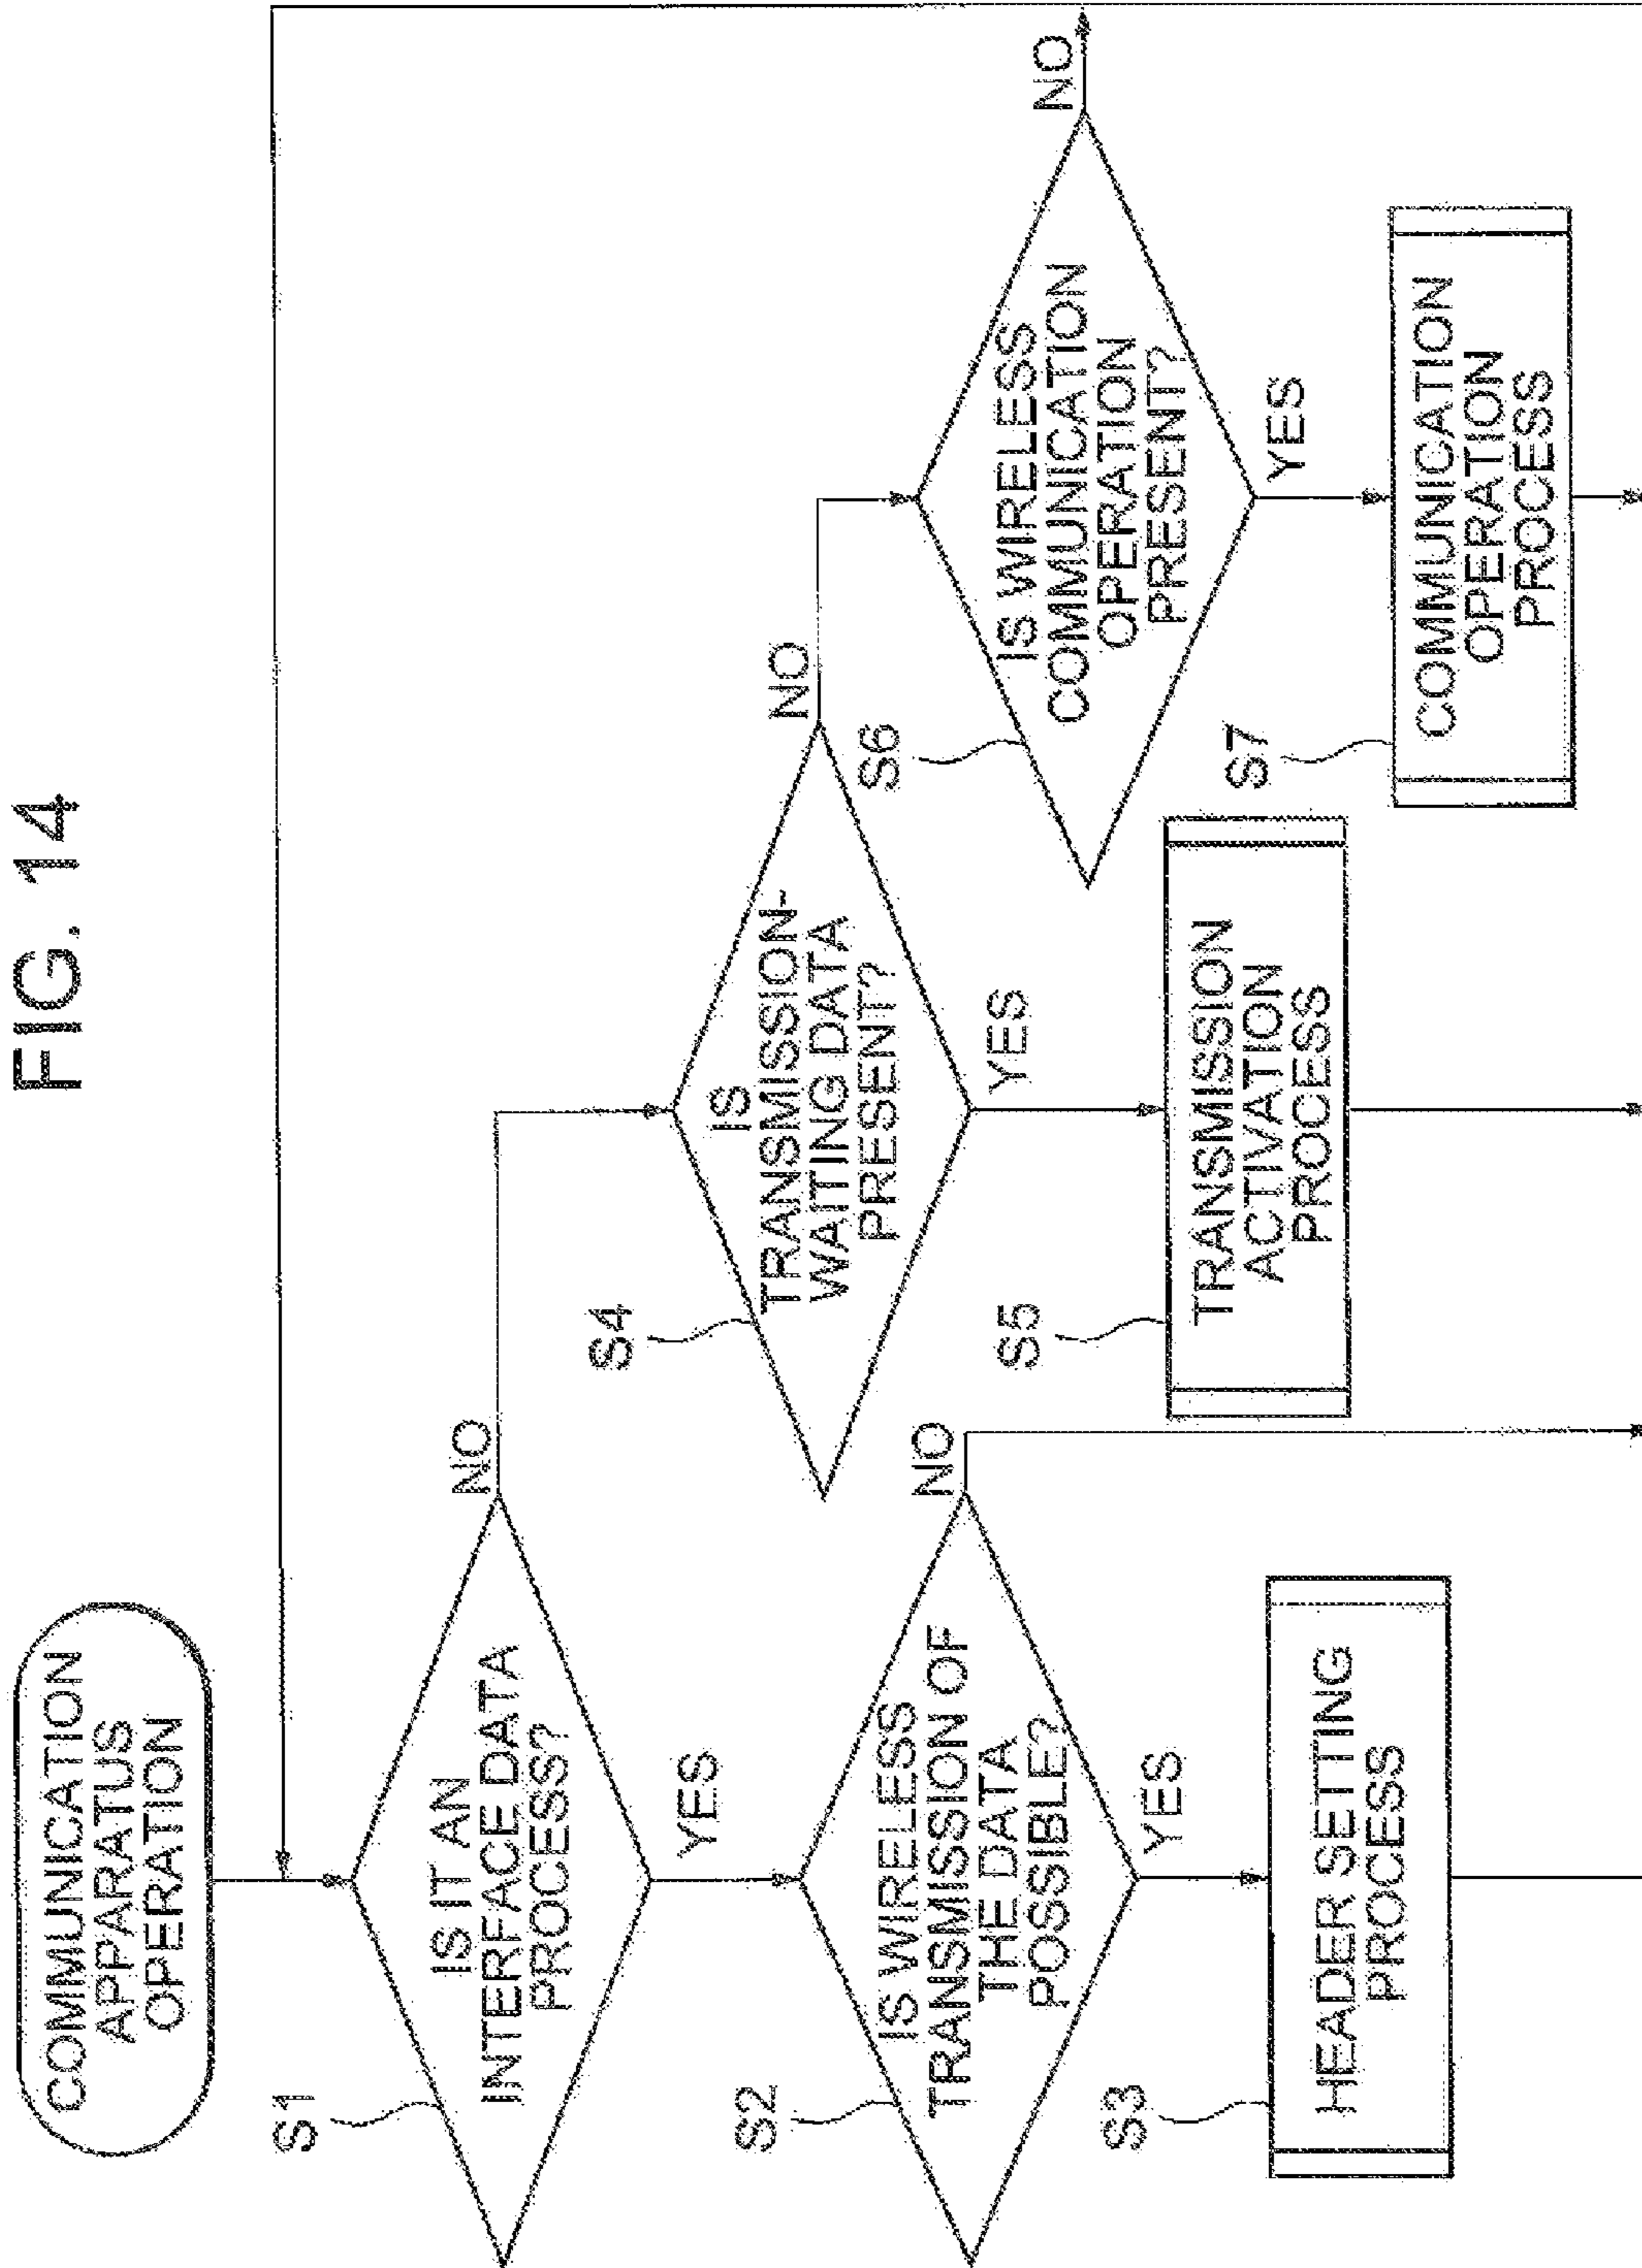 FIG. 14
COMMUNICATION
APPARATUS
OPERATION
S1
IS IT AN
INTERFACE DATA
PROCESS?
NO
YES
S2
IS WIRELESS
TRANSMISSION OF
THE DATA
POSSIBLE?
NO
YES
S3
HEADER SETTING
PROCESS
S4
IS
TRANSMISSION-
WAITING DATA
PRESENT?
NO
YES
S5
TRANSMISSION
ACTIVATION
PROCESS
S6
IS WIRELESS
COMMUNICATION
OPERATION
PRESENT?
NO
YES
S7
COMMUNICATION
OPERATION
PROCESS